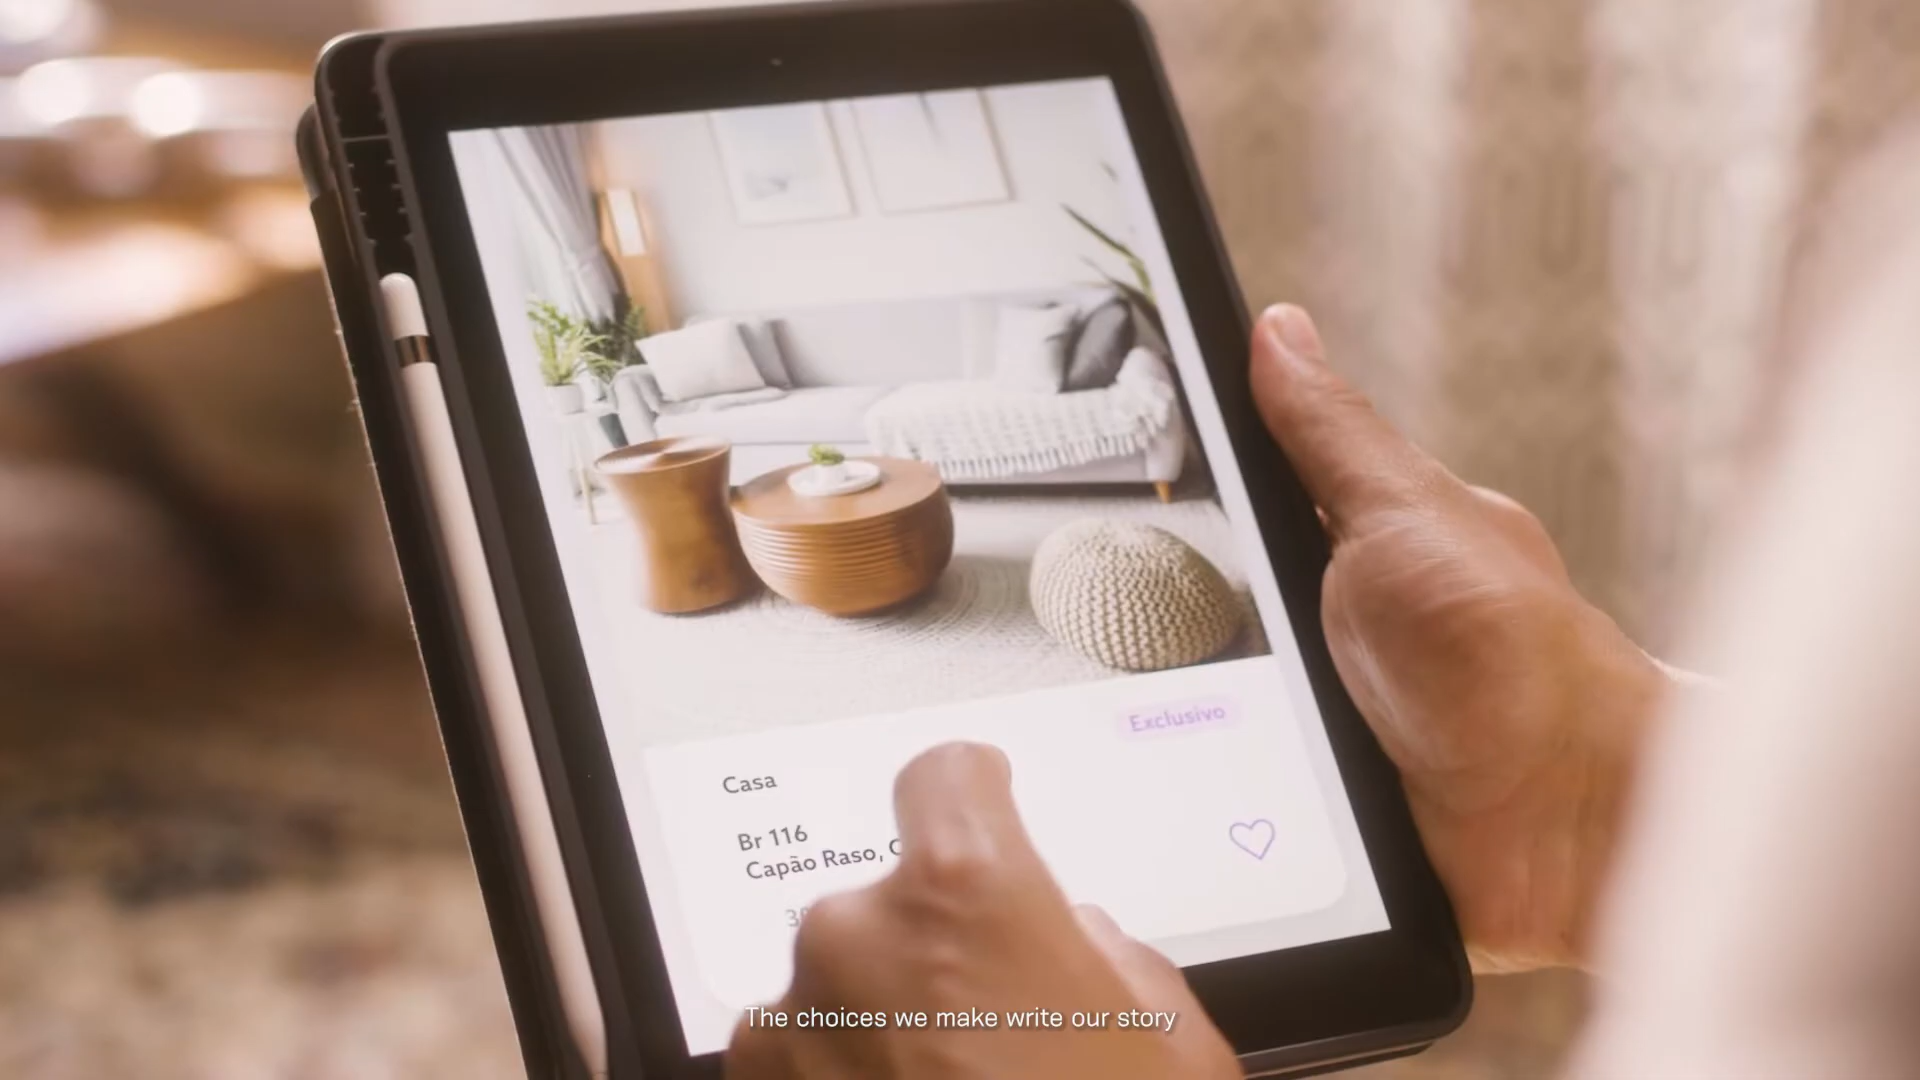 Exclusivo
Casa
Br 116
Capão Raso,
The choices we make write our story